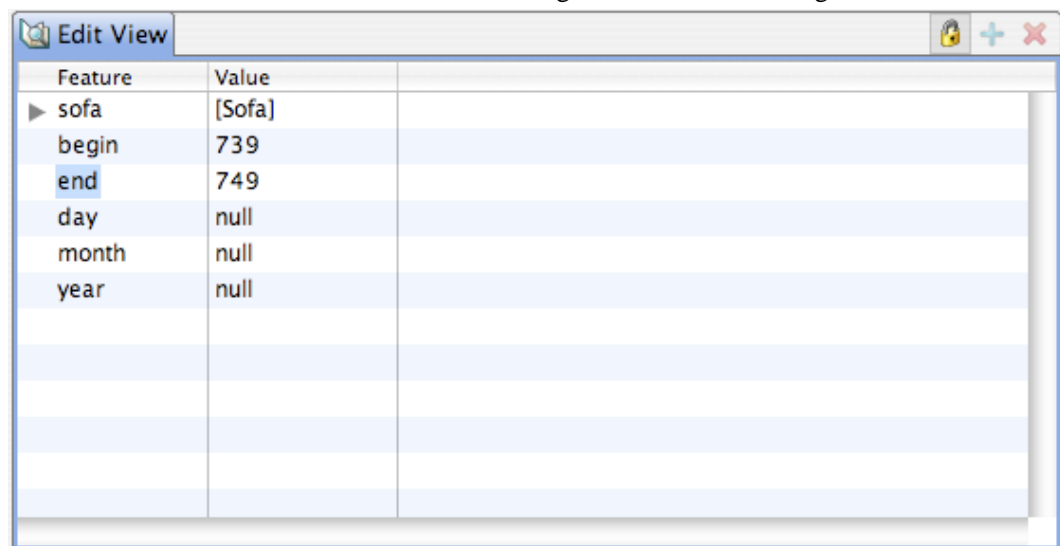 Edit View
Feature Value
sofa [Sofa]
begin 739
end 749
day null
month null
year null